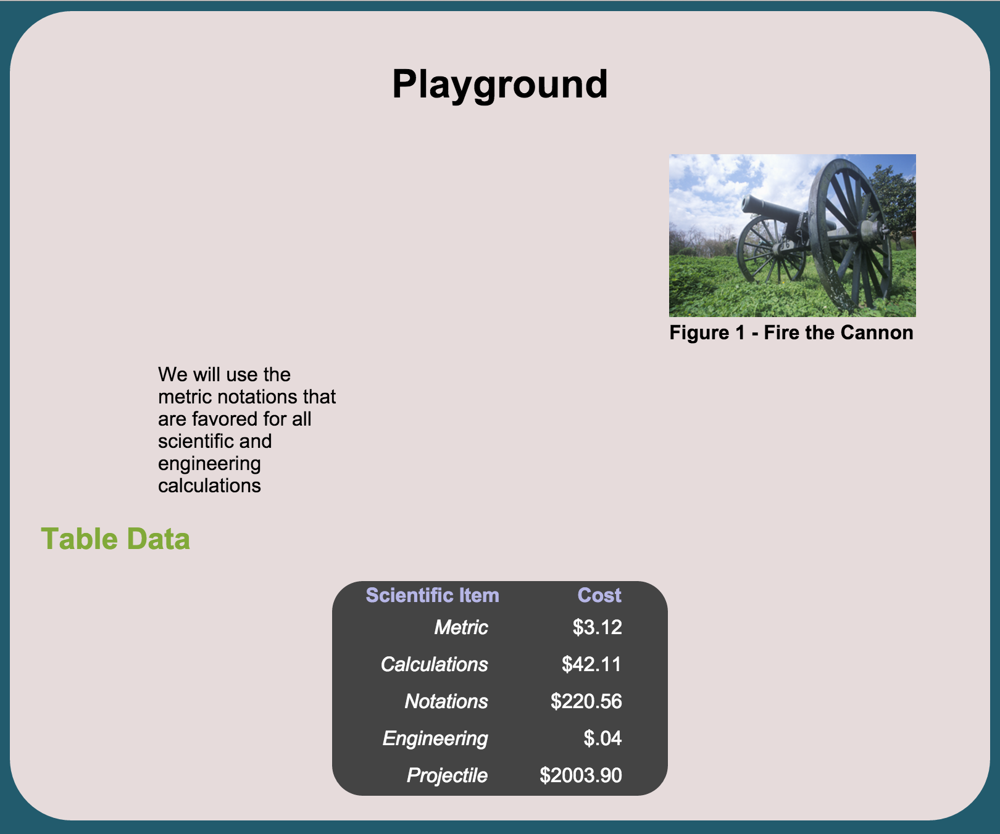 Playground
Figure 1 - Fire the Cannon
We will use the
metric notations that
are favored for all
scientific and
engineering
calculations
Table Data
Scientific Item Cost
Metric $3.12
Calculations $42.11
Notations $220.56
Engineering $.04
Projectile $2003.90